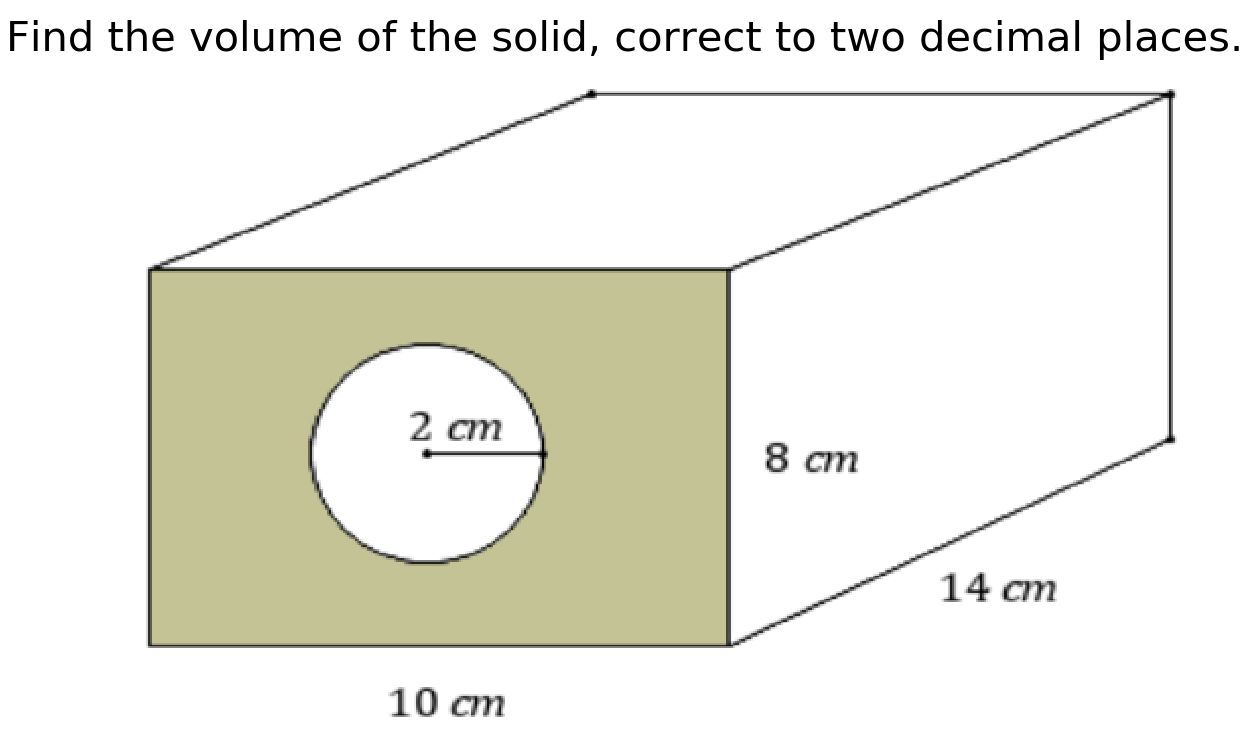 Find the volume of the solid, correct to two decimal places.
2 cm
8 cm
14 cm
10 cm